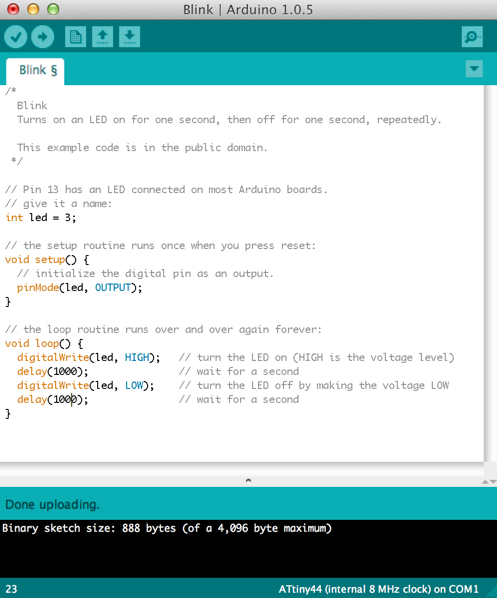 Blink | Arduino 1.0.5
Blink §
/*
  Blink
  Turns on an LED on for one second, then off for one second, repeatedly.

  This example code is in the public domain.
 */

// Pin 13 has an LED connected on most Arduino boards.
// give it a name:
int led = 3;

// the setup routine runs once when you press reset:
void setup() {
  // initialize the digital pin as an output.
  pinMode(led, OUTPUT);
}

// the loop routine runs over and over again forever:
void loop() {
  digitalWrite(led, HIGH);   // turn the LED on (HIGH is the voltage level)
  delay(1000);               // wait for a second
  digitalWrite(led, LOW);    // turn the LED off by making the voltage LOW
  delay(1000);               // wait for a second
}
Done uploading.
Binary sketch size: 888 bytes (of a 4,096 byte maximum)
23 ATtiny44 (internal 8 MHz clock) on COM1